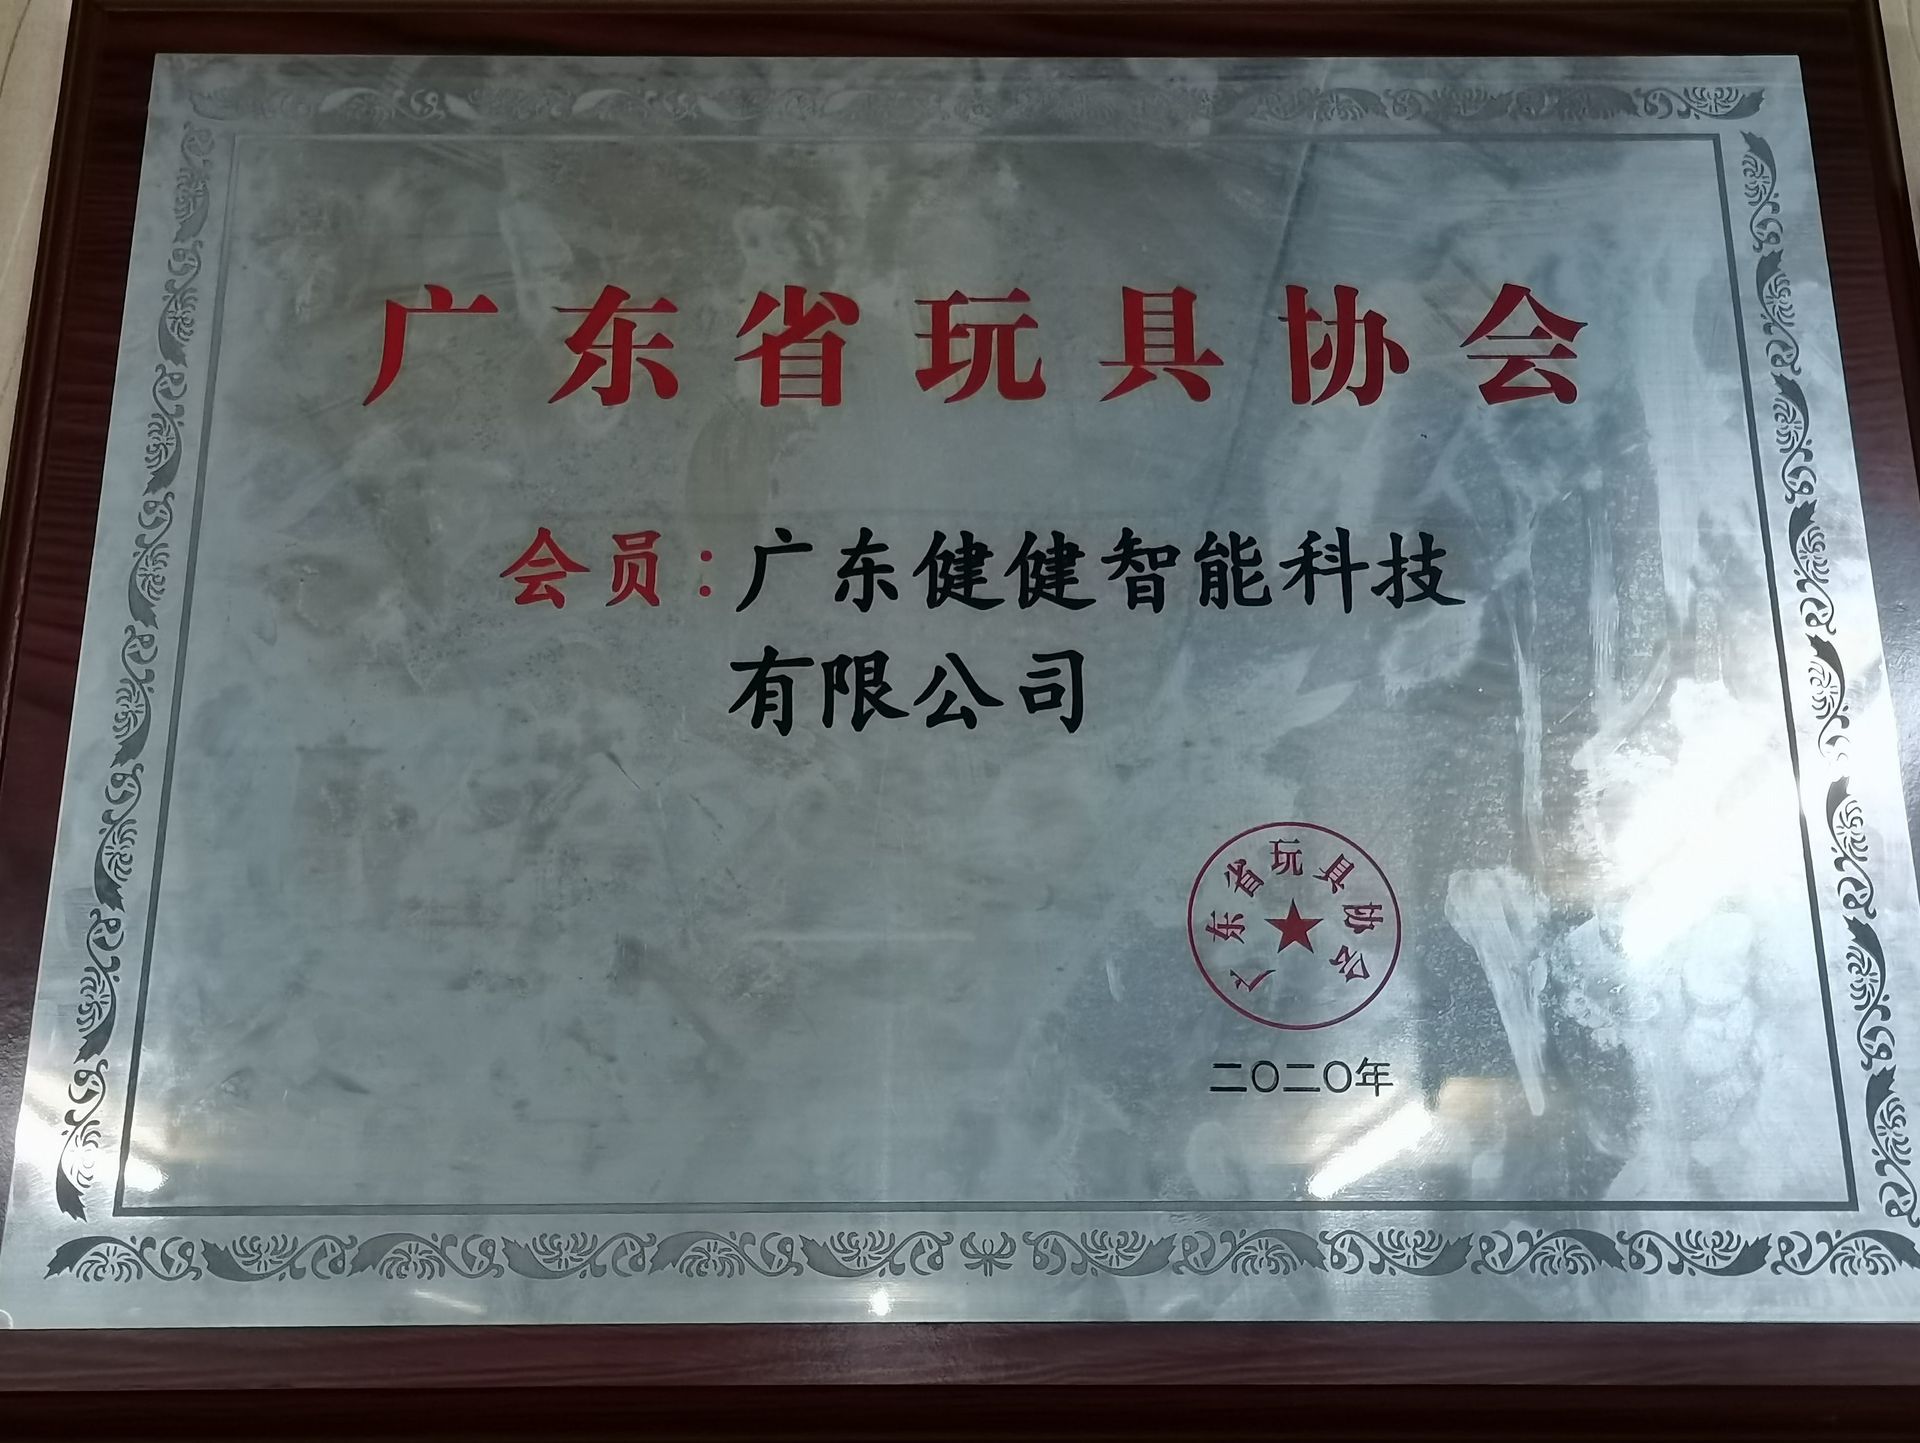 广东省玩具协会
会员：广东健健智能科技
有限公司
广东省玩具协会
二〇二〇年